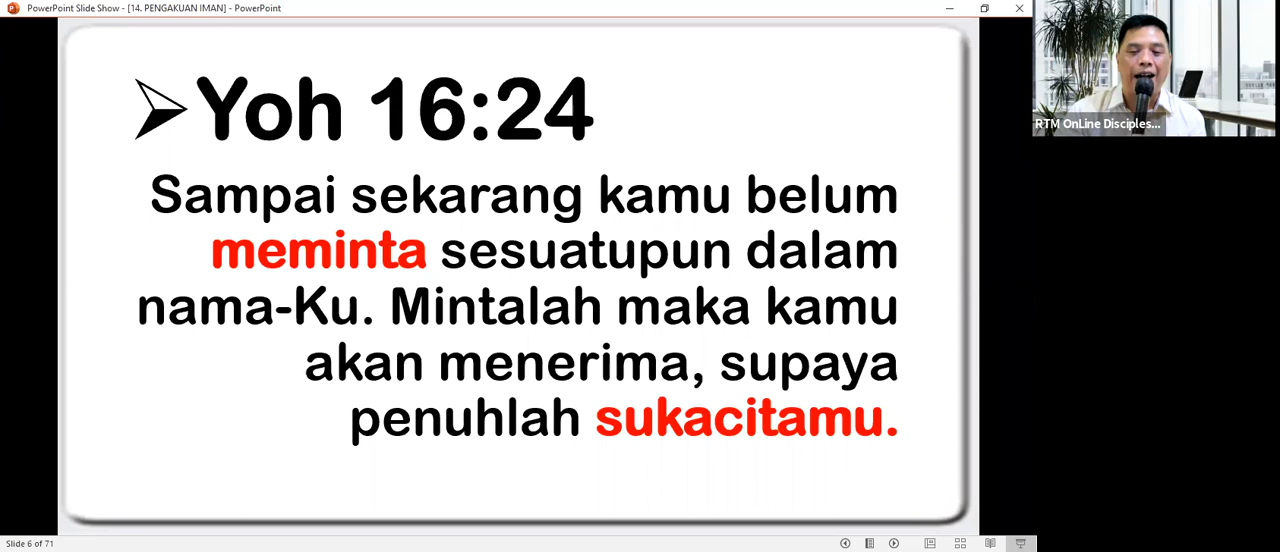 PowerPoint Slide Show - [14. PENGAKUAN IMAN] - PowerPoint
Yoh 16:24
Sampai sekarang kamu belum
meminta sesuatupun dalam
nama-Ku. Mintalah maka kamu
akan menerima, supaya
penuhlah sukacitamu.
RTM OnLine Disciples...
Slide 6 of 71